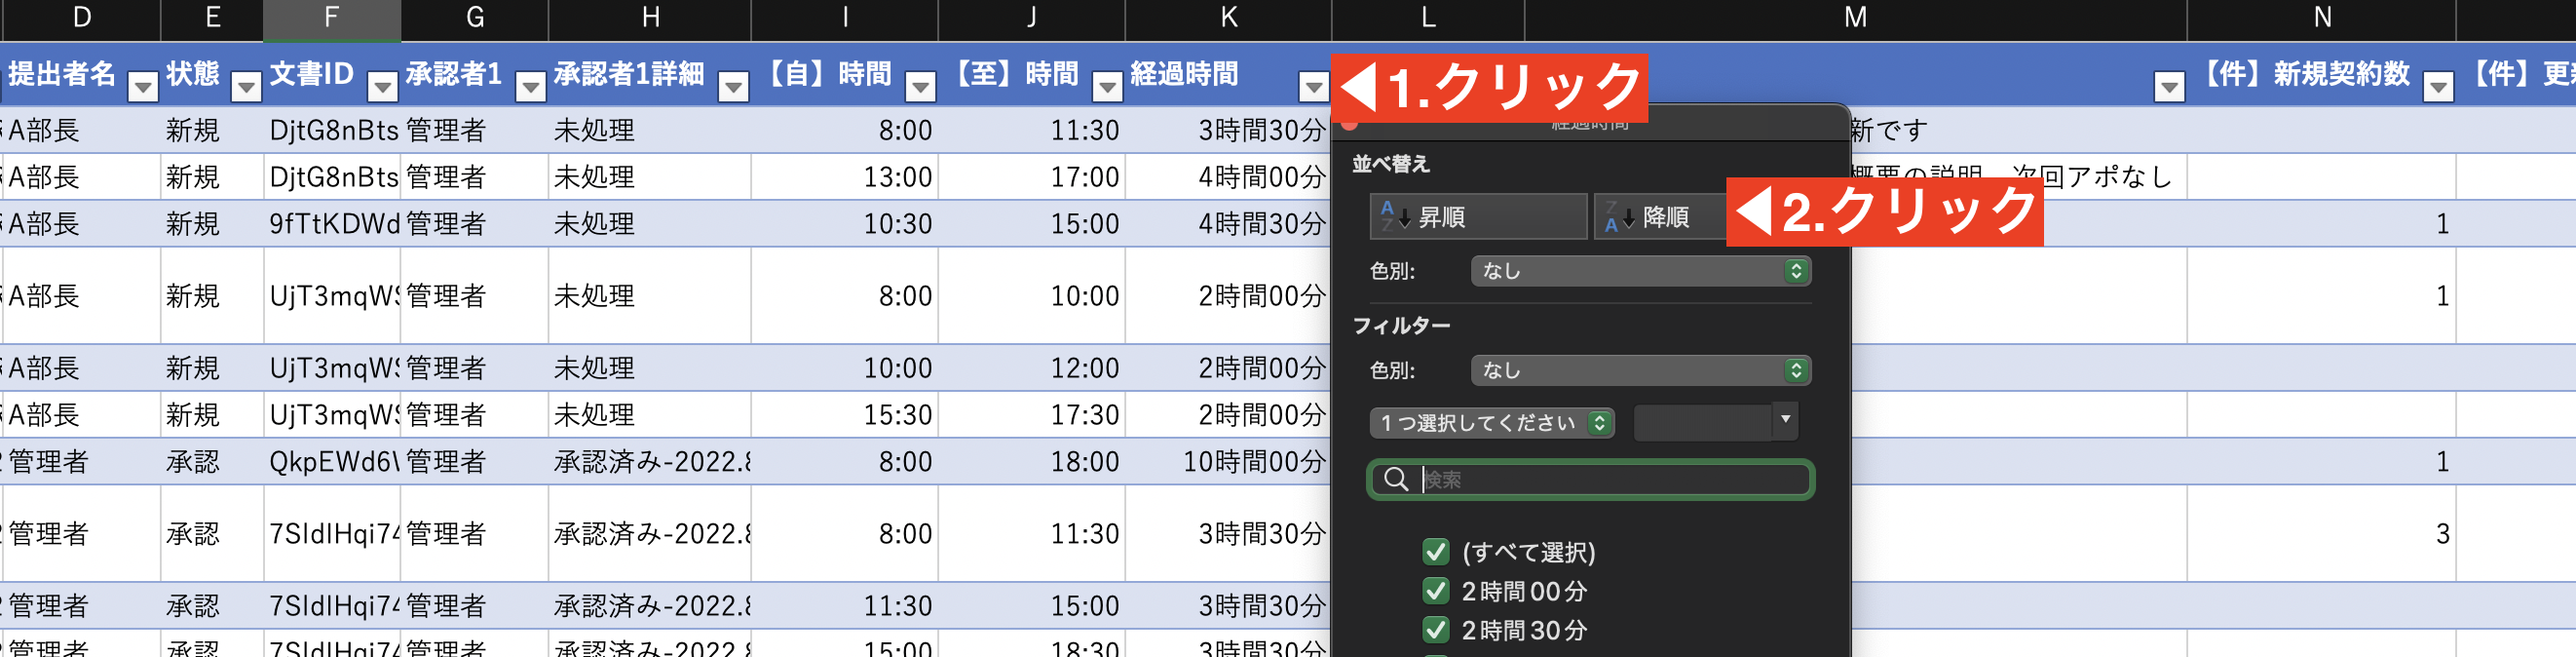 D E F G H I J K L M N
提出者名 状態 文書ID 承認者1 承認者1詳細 【自】時間 【至】時間 経過時間 ◀1.クリック 【件】新規契約数 【件】更新
A部長 新規 DjtG8nBts 管理者 未処理 8:00 11:30 3時間30分 経過時間 新です
並べ替え
A部長 新規 DjtG8nBts 管理者 未処理 13:00 17:00 4時間00分 概要の説明 次回アポなし
A部長 新規 9fTtKDWd 管理者 未処理 10:30 15:00 4時間30分 昇順 降順 ◀2.クリック 1
色別: なし
A部長 新規 UjT3mqWS 管理者 未処理 8:00 10:00 2時間00分 1
フィルター
A部長 新規 UjT3mqWS 管理者 未処理 10:00 12:00 2時間00分 色別: なし
A部長 新規 UjT3mqWS 管理者 未処理 15:30 17:30 2時間00分 1つ選択してください
管理者 承認 QkpEWd6 管理者 承認済み-2022.8 8:00 18:00 10時間00分 検索 1
管理者 承認 7SldlHqi74 管理者 承認済み-2022.8 8:00 11:30 3時間30分 (すべて選択) 3
管理者 承認 7SldlHqi74 管理者 承認済み-2022.8 11:30 15:00 3時間30分 2時間00分
2時間30分
管理者 承認 7SldlHqi74 管理者 承認済み-2022.8 15:00 18:30 3時間30分